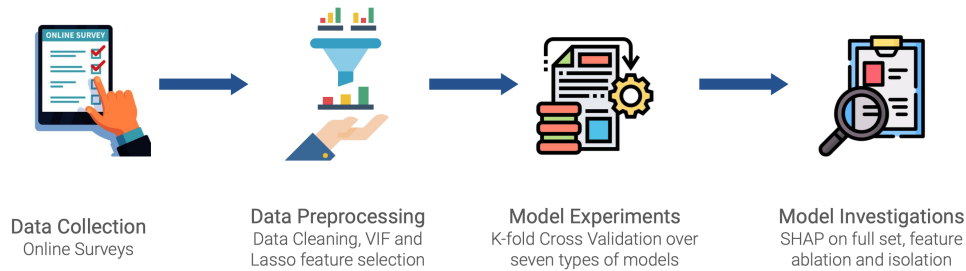 ONLINE SURVEY
Data Collection
Online Surveys
Data Preprocessing
Data Cleaning, VIF and
Lasso feature selection
Model Experiments
K-fold Cross Validation over
seven types of models
Model Investigations
SHAP on full set, feature
ablation and isolation